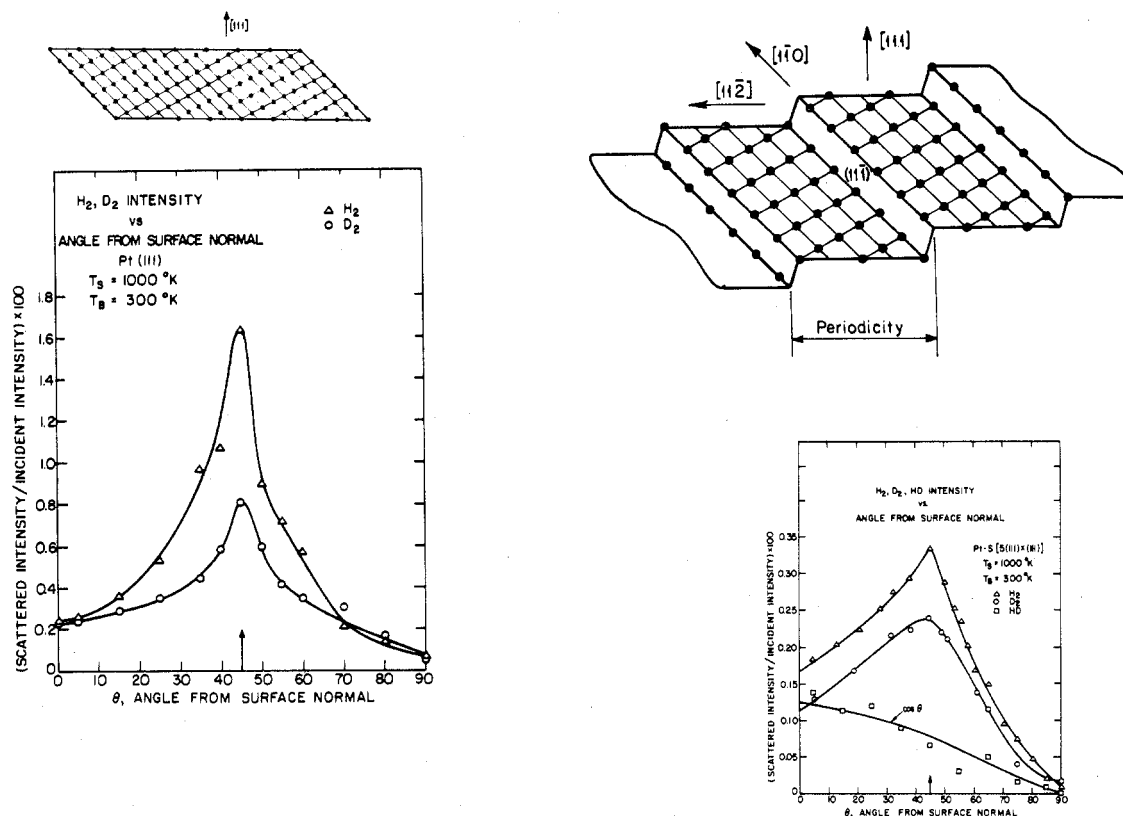 [111]
H₂, D₂ INTENSITY
vs
ANGLE FROM SURFACE NORMAL
Pt (111)
T_S = 1000 °K
T_B = 300 °K
△ H₂
○ D₂
(SCATTERED INTENSITY/INCIDENT INTENSITY) ×100
1.8
1.6
1.4
1.2
1.0
0.8
0.6
0.4
0.2
0
0 10 20 30 40 50 60 70 80 90
θ, ANGLE FROM SURFACE NORMAL
[11̄0]
[111]
[112̄]
(111̄)
Periodicity
H₂, D₂, HD INTENSITY
vs.
ANGLE FROM SURFACE NORMAL
Pt-S [5(111)×(111)]
T_S = 1000°K
T_B = 300°K
△ H₂
○ D₂
□ HD
(SCATTERED INTENSITY/INCIDENT INTENSITY)×100
0.35
0.30
0.25
0.20
0.15
0.10
0.05
0
cos θ
0 10 20 30 40 50 60 70 80 90
θ, ANGLE FROM SURFACE NORMAL